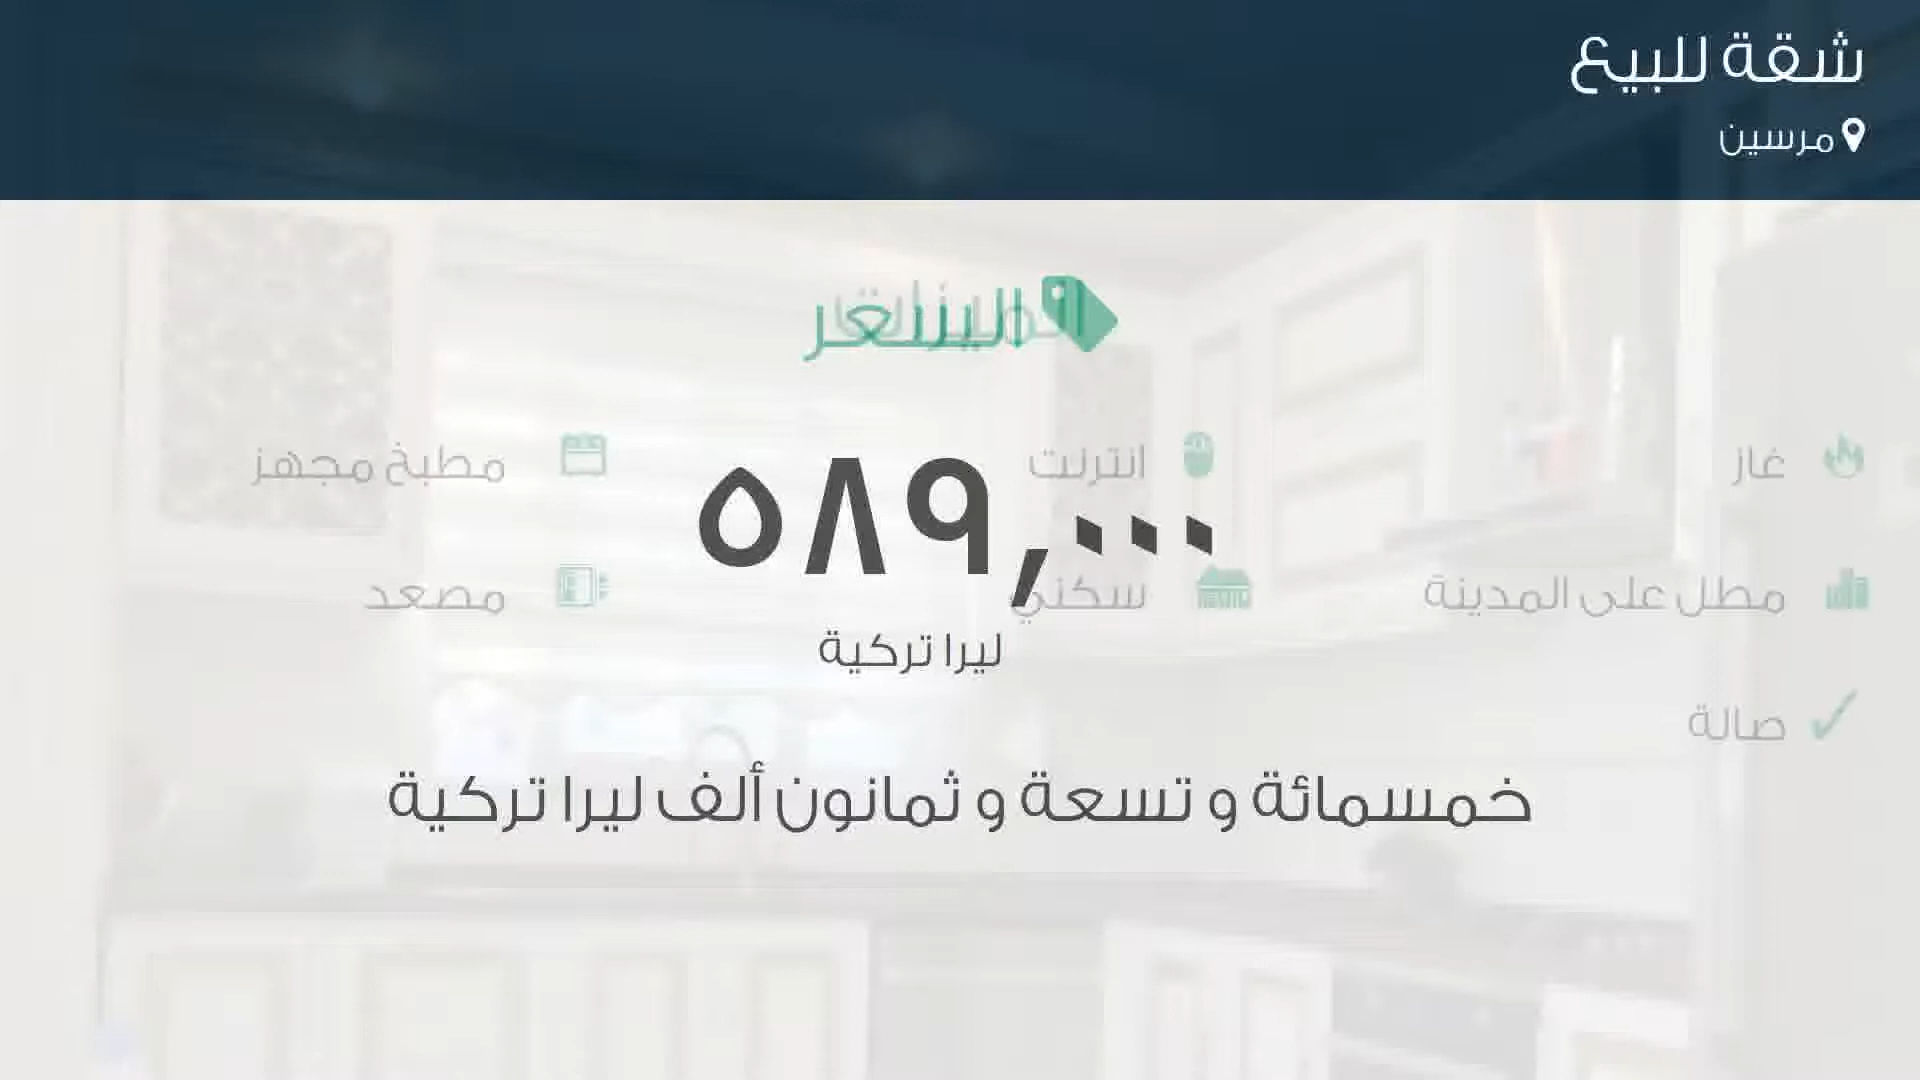 شقة للبيع
مرسين
السعر
غاز
انترنت
مطبخ مجهز
٥٨٩,٠٠٠
مطل على المدينة
سكني
مصعد
ليرا تركية
صالة
خمسمائة و تسعة و ثمانون ألف ليرا تركية